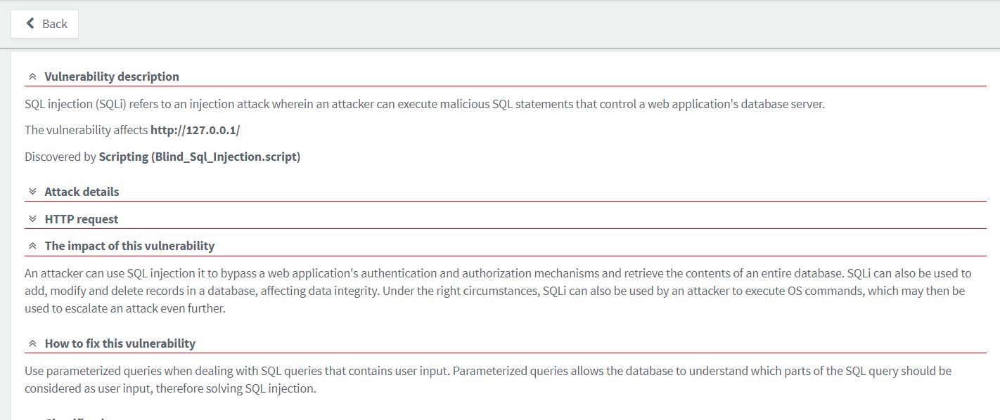 Back
Vulnerability description
SQL injection (SQLi) refers to an injection attack wherein an attacker can execute malicious SQL statements that control a web application's database server.
The vulnerability affects http://127.0.0.1/
Discovered by Scripting (Blind_Sql_Injection.script)
Attack details
HTTP request
The impact of this vulnerability
An attacker can use SQL injection it to bypass a web application's authentication and authorization mechanisms and retrieve the contents of an entire database. SQLi can also be used to
add, modify and delete records in a database, affecting data integrity. Under the right circumstances, SQLi can also be used by an attacker to execute OS commands, which may then be
used to escalate an attack even further.
How to fix this vulnerability
Use parameterized queries when dealing with SQL queries that contains user input. Parameterized queries allows the database to understand which parts of the SQL query should be
considered as user input, therefore solving SQL injection.